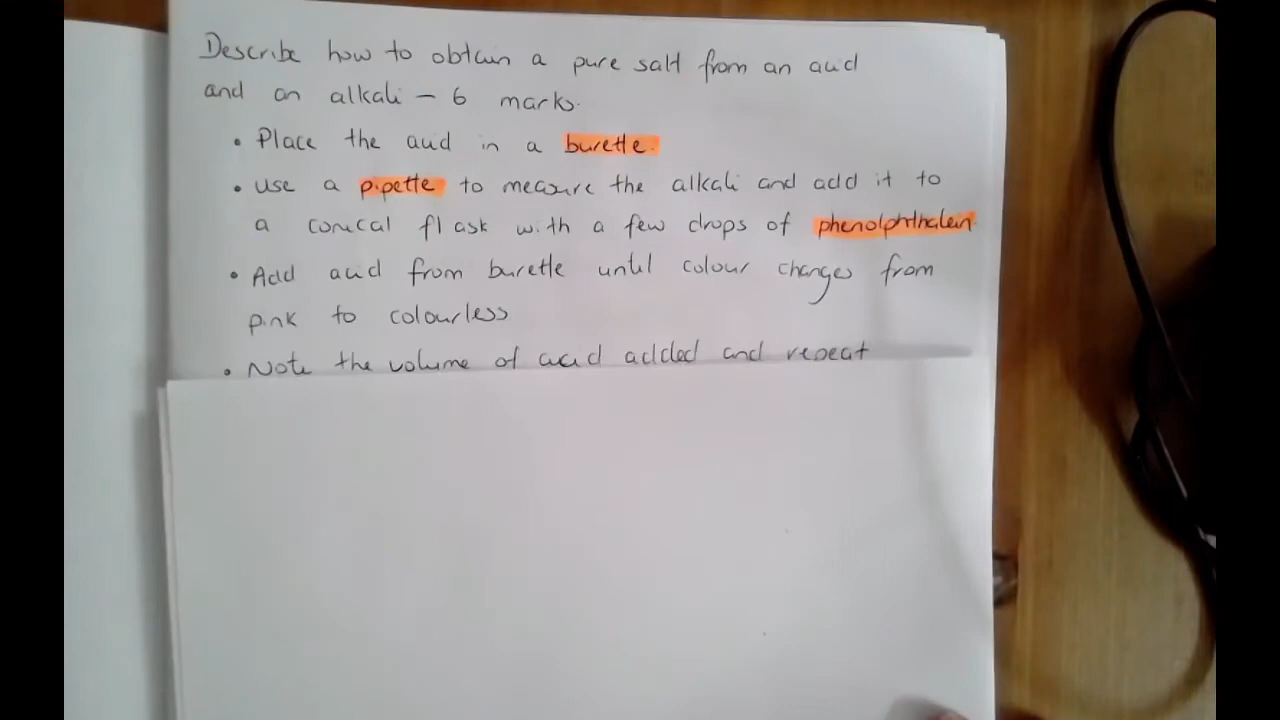 Describe how to obtain a pure salt from an acid
and an alkali - 6 marks.
• Place the acid in a burette.
• Use a pipette to measure the alkali and add it to
a conical flask with a few drops of phenolphthalein.
• Add acid from burette until colour changes from
pink to colourless
• Note the volume of acid added and repeat